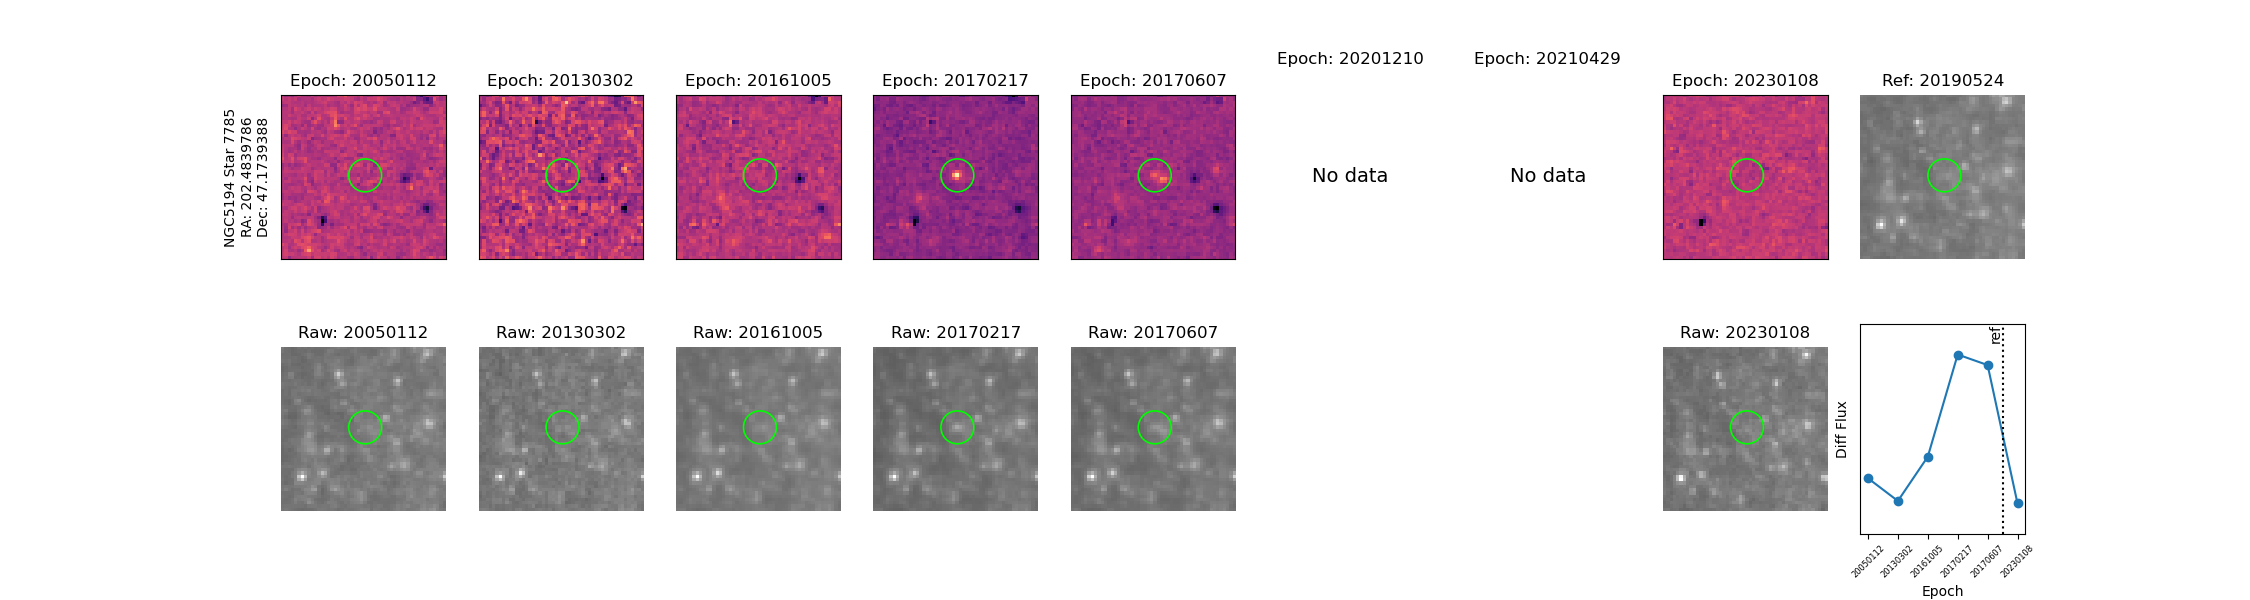 Epoch: 20050112
Epoch: 20130302
Epoch: 20161005
Epoch: 20170217
Epoch: 20170607
Epoch: 20201210
Epoch: 20210429
Epoch: 20230108
Ref: 20190524
NGC5194 Star 7785
RA: 202.4839786
Dec: 47.1739388
No data
No data
Raw: 20050112
Raw: 20130302
Raw: 20161005
Raw: 20170217
Raw: 20170607
Raw: 20230108
ref
Diff Flux
20050112
20130302
20161005
20170217
20170607
20230108
Epoch